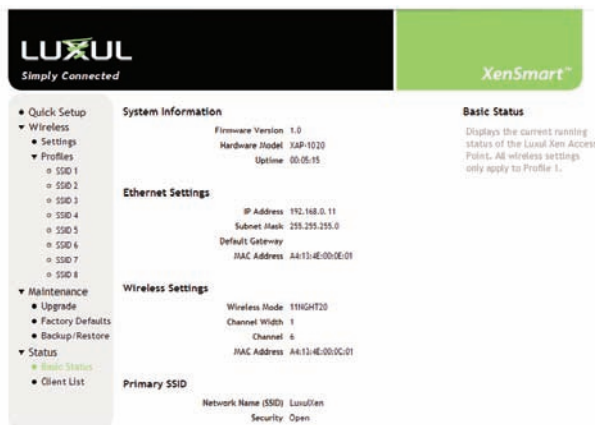 LUXUL
Simply Connected
XenSmart™
Quick Setup
Wireless
Settings
Profiles
SSID 1
SSID 2
SSID 3
SSID 4
SSID 5
SSID 6
SSID 7
SSID 8
Maintenance
Upgrade
Factory Defaults
Backup/Restore
Status
Basic Status
Client List
System Information
Firmware Version 1.0
Hardware Model XAP-1020
Uptime 00:05:15
Ethernet Settings
IP Address 192.168.0.11
Subnet Mask 255.255.255.0
Default Gateway
MAC Address A4:13:4E:00:0E:01
Wireless Settings
Wireless Mode 11NGHT20
Channel Width 1
Channel 6
MAC Address A4:13:4E:00:0C:01
Primary SSID
Network Name (SSID) LuxulXen
Security Open
Basic Status
Displays the current running
status of the Luxul Xen Access
Point. All wireless settings
only apply to Profile 1.